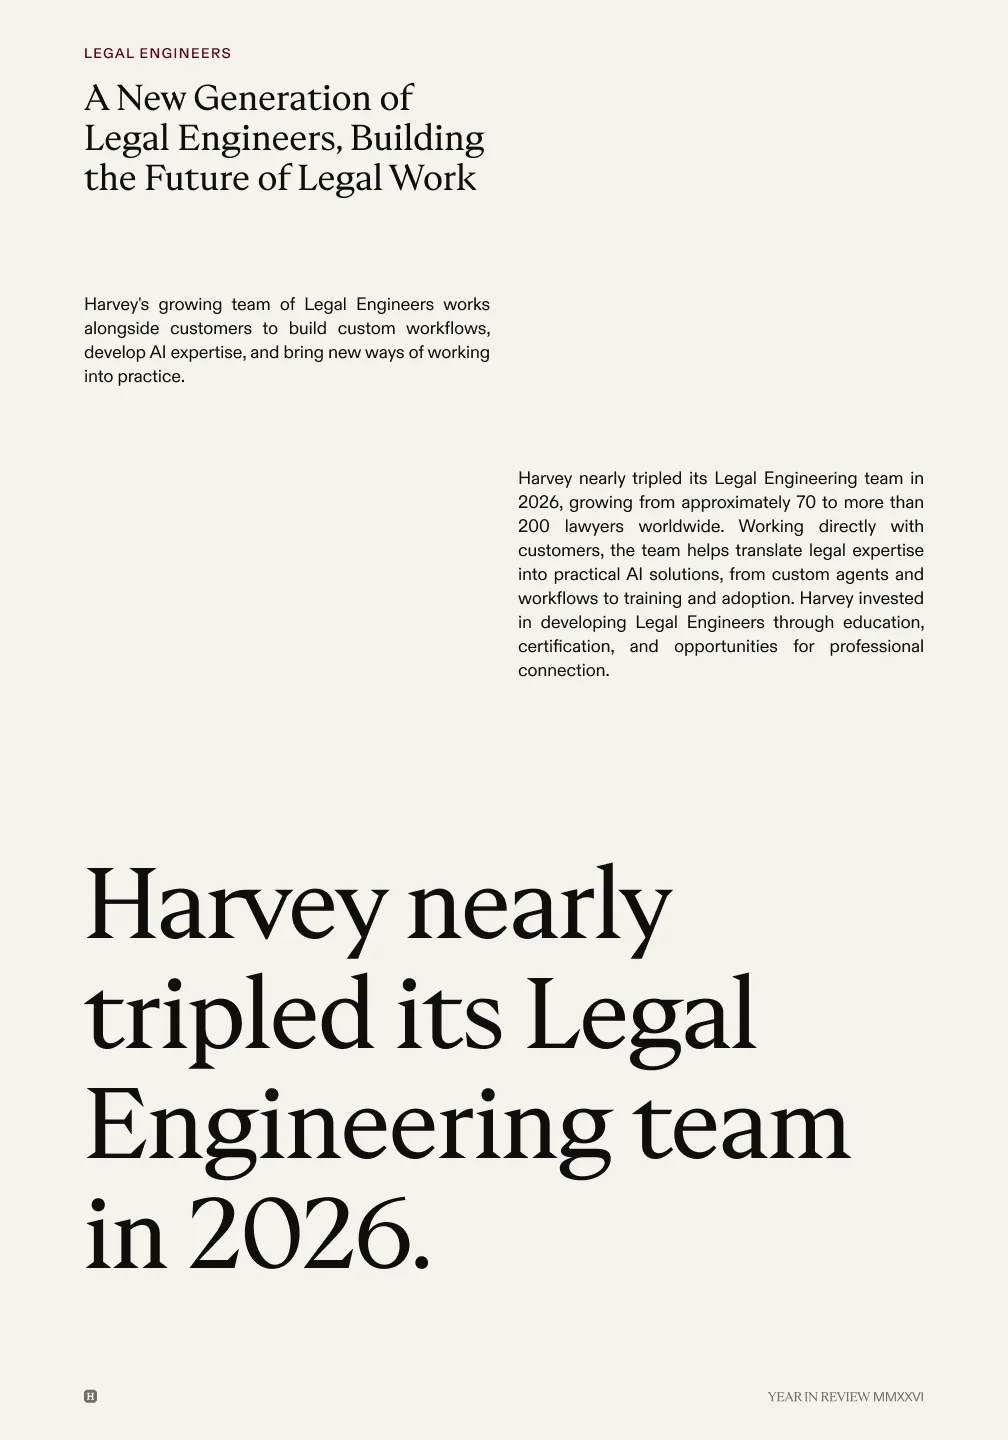 LEGAL ENGINEERS
A New Generation of
Legal Engineers, Building
the Future of Legal Work
Harvey's growing team of Legal Engineers works
alongside customers to build custom workflows,
develop AI expertise, and bring new ways of working
into practice.
Harvey nearly tripled its Legal Engineering team in
2026, growing from approximately 70 to more than
200 lawyers worldwide. Working directly with
customers, the team helps translate legal expertise
into practical AI solutions, from custom agents and
workflows to training and adoption. Harvey invested
in developing Legal Engineers through education,
certification, and opportunities for professional
connection.
Harvey nearly
tripled its Legal
Engineering team
in 2026.
H
YEAR IN REVIEW MMXXVI